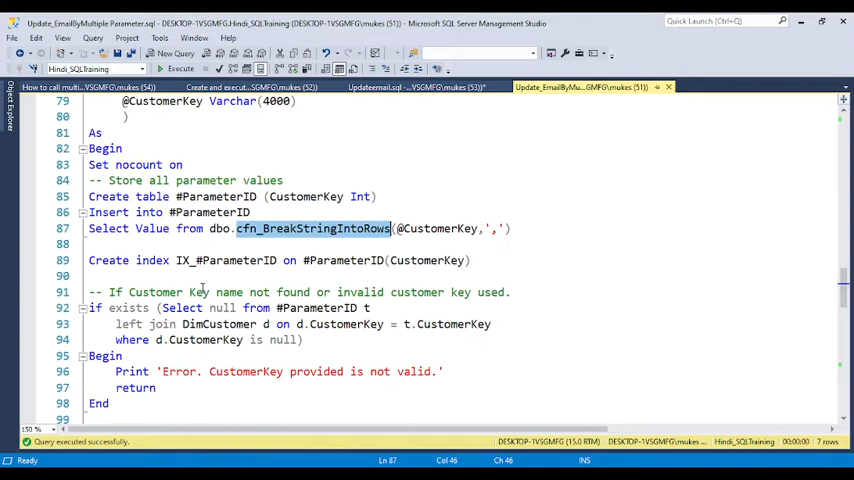 Update_EmailByMultiple Parameter.sql - DESKTOP-1VSGMFG.Hindi_SQLTraining (DESKTOP-1VSGMFG\mukes (51)) - Microsoft SQL Server Management Studio
Quick Launch (Ctrl+Q)
File Edit View Query Project Tools Window Help
New Query
Hindi_SQLTraining Execute
How to call multi...VSGMFG\mukes (54)) Create and execut...VSGMFG\mukes (52)) Updateemail.sql -...VSGMFG\mukes (53))* Update_EmailByMu...GMFG\mukes (51))
Object Explorer
79 @CustomerKey Varchar(4000)
80 )
81 As
82 Begin
83 Set nocount on
84 -- Store all parameter values
85 Create table #ParameterID (CustomerKey Int)
86 Insert into #ParameterID
87 Select Value from dbo.cfn_BreakStringIntoRows(@CustomerKey,',')
88
89 Create index IX_#ParameterID on #ParameterID(CustomerKey)
90
91 -- If Customer Key name not found or invalid customer key used.
92 if exists (Select null from #ParameterID t
93 left join DimCustomer d on d.CustomerKey = t.CustomerKey
94 where d.CustomerKey is null)
95 Begin
96 Print 'Error. CustomerKey provided is not valid.'
97 return
98 End
99
150 %
Query executed successfully. DESKTOP-1VSGMFG (15.0 RTM) DESKTOP-1VSGMFG\mukes ... Hindi_SQLTraining 00:00:00 7 rows
Ready Ln 87 Col 46 Ch 46 INS